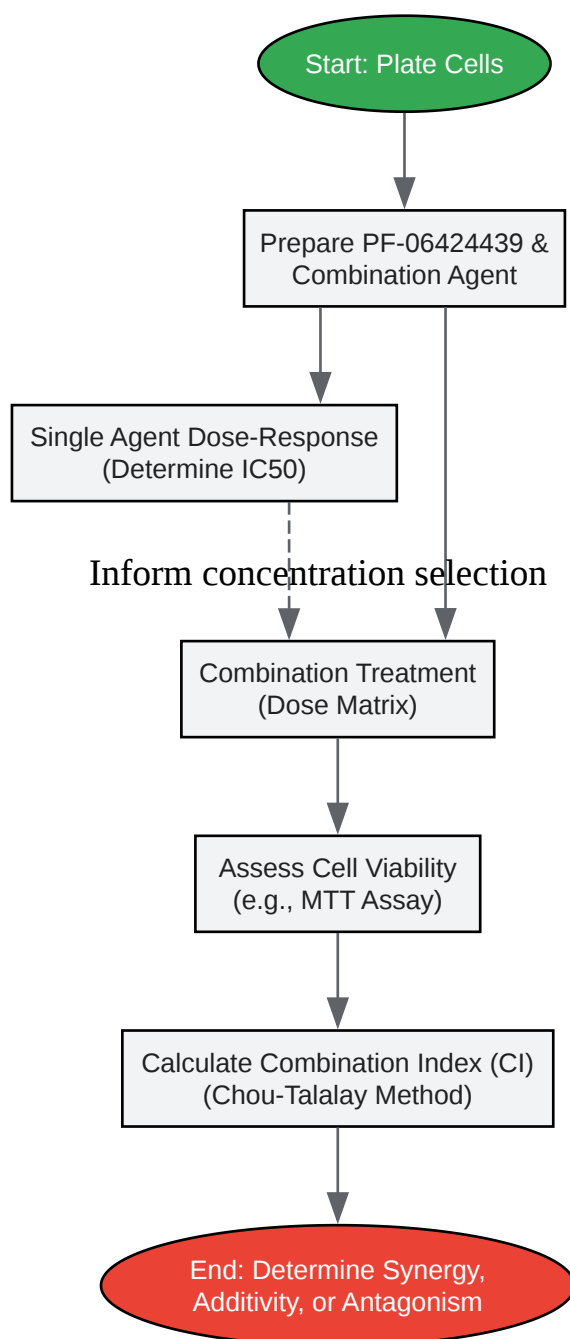 Start: Plate Cells
Prepare PF-06424439 &
Combination Agent
Single Agent Dose-Response
(Determine IC50)
Inform concentration selection
Combination Treatment
(Dose Matrix)
Assess Cell Viability
(e.g., MTT Assay)
Calculate Combination Index (CI)
(Chou-Talalay Method)
End: Determine Synergy,
Additivity, or Antagonism